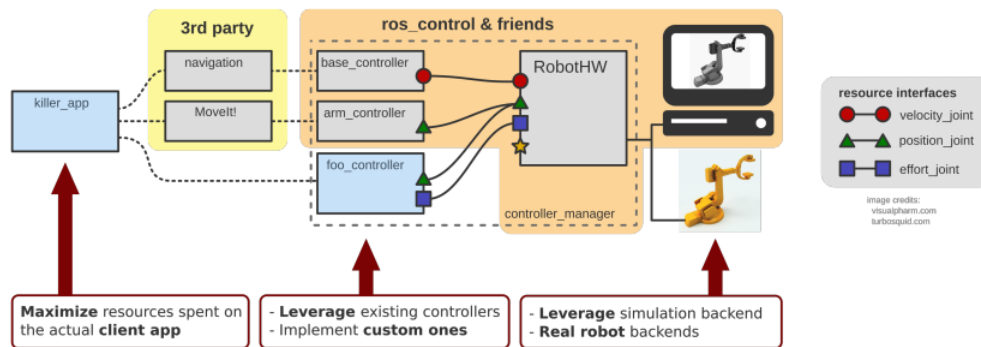 3rd party
ros_control & friends
navigation
base_controller
RobotHW
killer_app
MoveIt!
arm_controller
foo_controller
controller_manager
resource interfaces
velocity_joint
position_joint
effort_joint
image credits:
visualpharm.com
turbosquid.com
Maximize resources spent on
the actual client app
- Leverage existing controllers
- Implement custom ones
- Leverage simulation backend
- Real robot backends